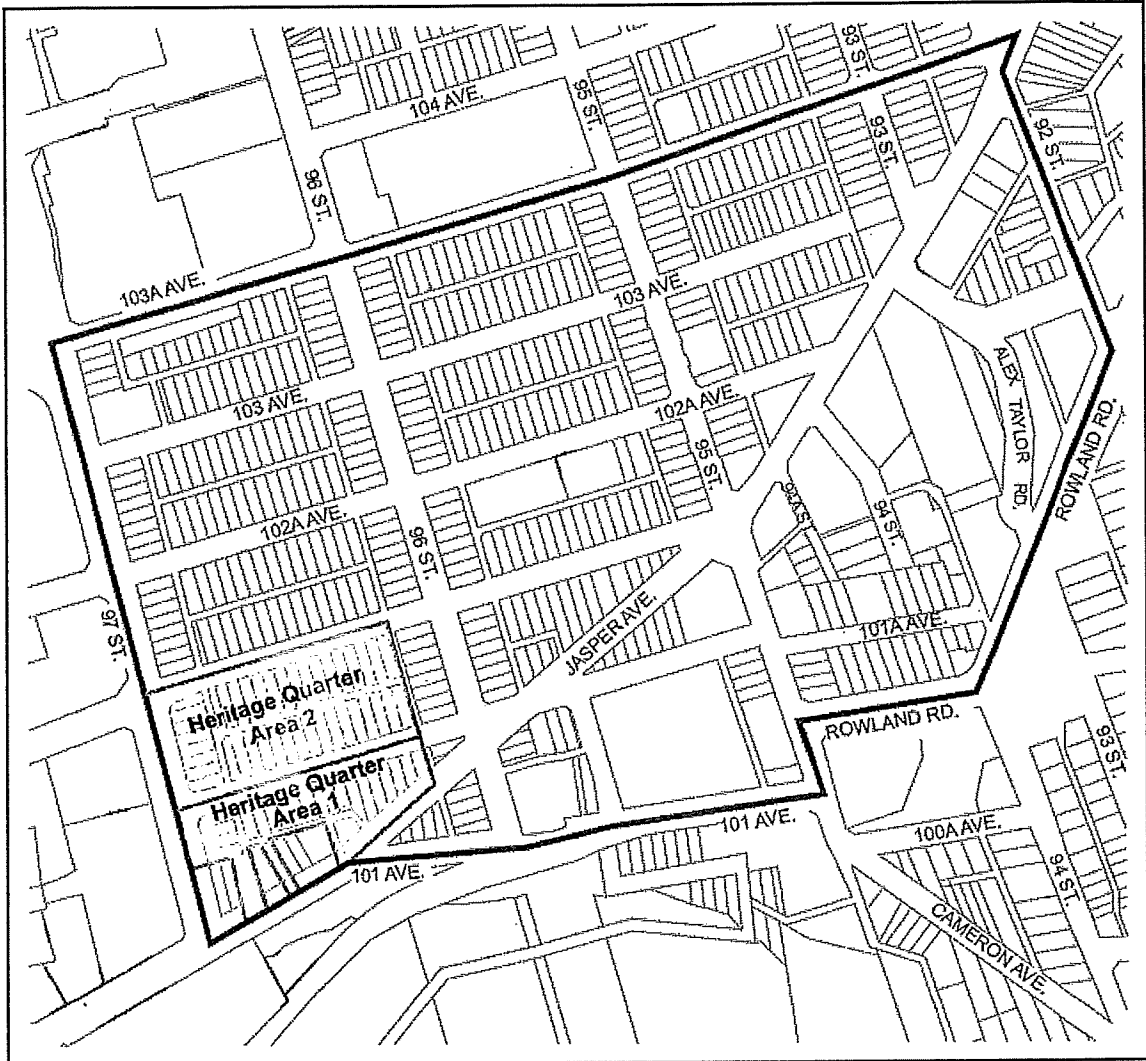 93 ST.
104 AVE.
95 ST.
93 ST.
92 ST.
96 ST.
103A AVE.
103 AVE.
ALEX TAYLOR RD.
103 AVE.
102A AVE.
95 ST.
ROWLAND RD.
102A AVE.
96 ST.
94 ST.
97 ST.
JASPER AVE.
101A AVE.
Heritage Quarter
Area 2
ROWLAND RD.
93 ST.
Heritage Quarter
Area 1
101 AVE.
100A AVE.
101 AVE.
94 ST.
CAMERON AVE.